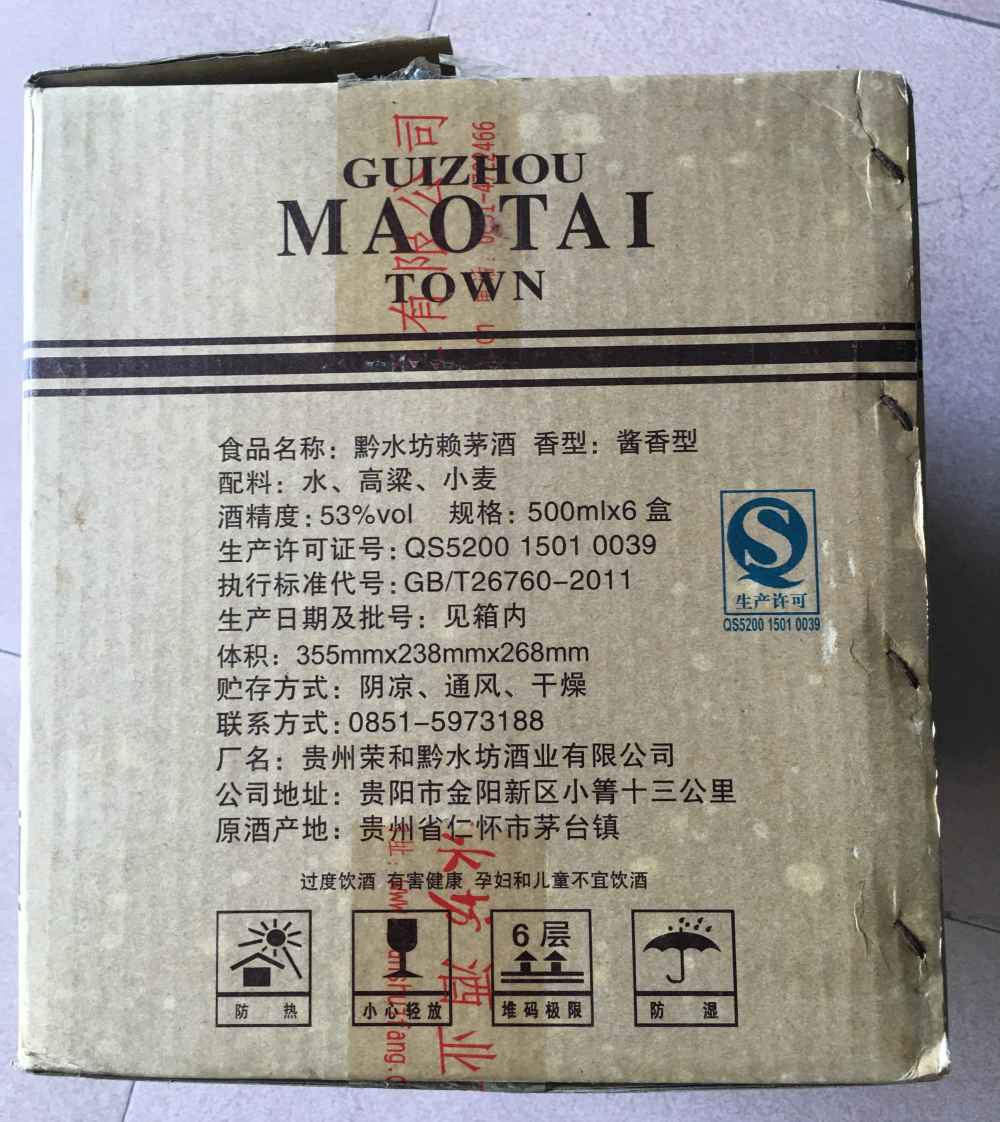 GUIZHOU
MAOTAI
TOWN
有限公司
食品名称：黔水坊赖茅酒 香型：酱香型
配料：水、高粱、小麦
酒精度：53%vol 规格：500mlx6 盒
生产许可证号：QS5200 1501 0039
执行标准代号：GB/T26760-2011
生产日期及批号：见箱内
体积：355mmx238mmx268mm
贮存方式：阴凉、通风、干燥
联系方式：0851-5973188
厂名：贵州荣和黔水坊酒业有限公司
公司地址：贵阳市金阳新区小箐十三公里
原酒产地：贵州省仁怀市茅台镇
生产许可
QS5200 1501 0039
过度饮酒 有害健康 孕妇和儿童不宜饮酒
6 层
防 热
小心轻放
堆码极限
防 湿